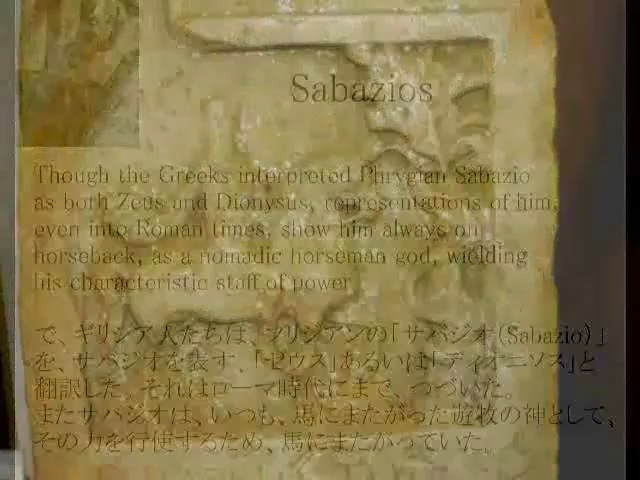 Sabazios
Though the Greeks interpreted Phrygian Sabazio
as both Zeus and Dionysus, representations of him,
even into Roman times, show him always on
horseback, as a nomadic horseman god, wielding
his characteristic staff of power
で、ギリシア人たちは、フリジアンの「サバジオ(Sabazio)」
を、サバジオを表す、「ゼウス」あるいは「ディオニソス」と
翻訳した。それはローマ時代にまで、つづいた。
またサバジオは、いつも、馬にまたがった遊牧の神として、
その力を行使するため、馬にまたがっていた。